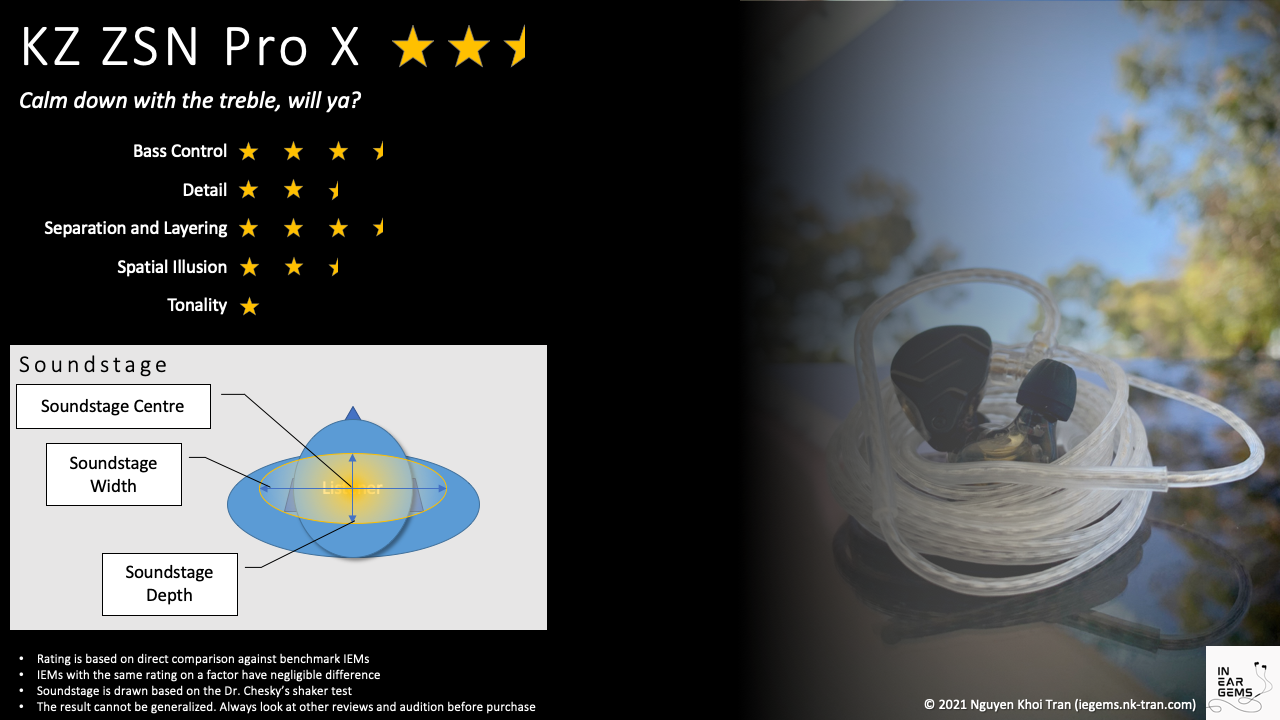 KZ ZSN Pro X
Calm down with the treble, will ya?
Bass Control
Detail
Separation and Layering
Spatial Illusion
Tonality
Soundstage
Soundstage Centre
Soundstage
Width
Listener
Soundstage
Depth
• Rating is based on direct comparison against benchmark IEMs
• IEMs with the same rating on a factor have negligible difference
• Soundstage is drawn based on the Dr. Chesky's shaker test
• The result cannot be generalized. Always look at other reviews and audition before purchase
© 2021 Nguyen Khoi Tran (iegems.nk-tran.com)
IN
EAR
GEMS